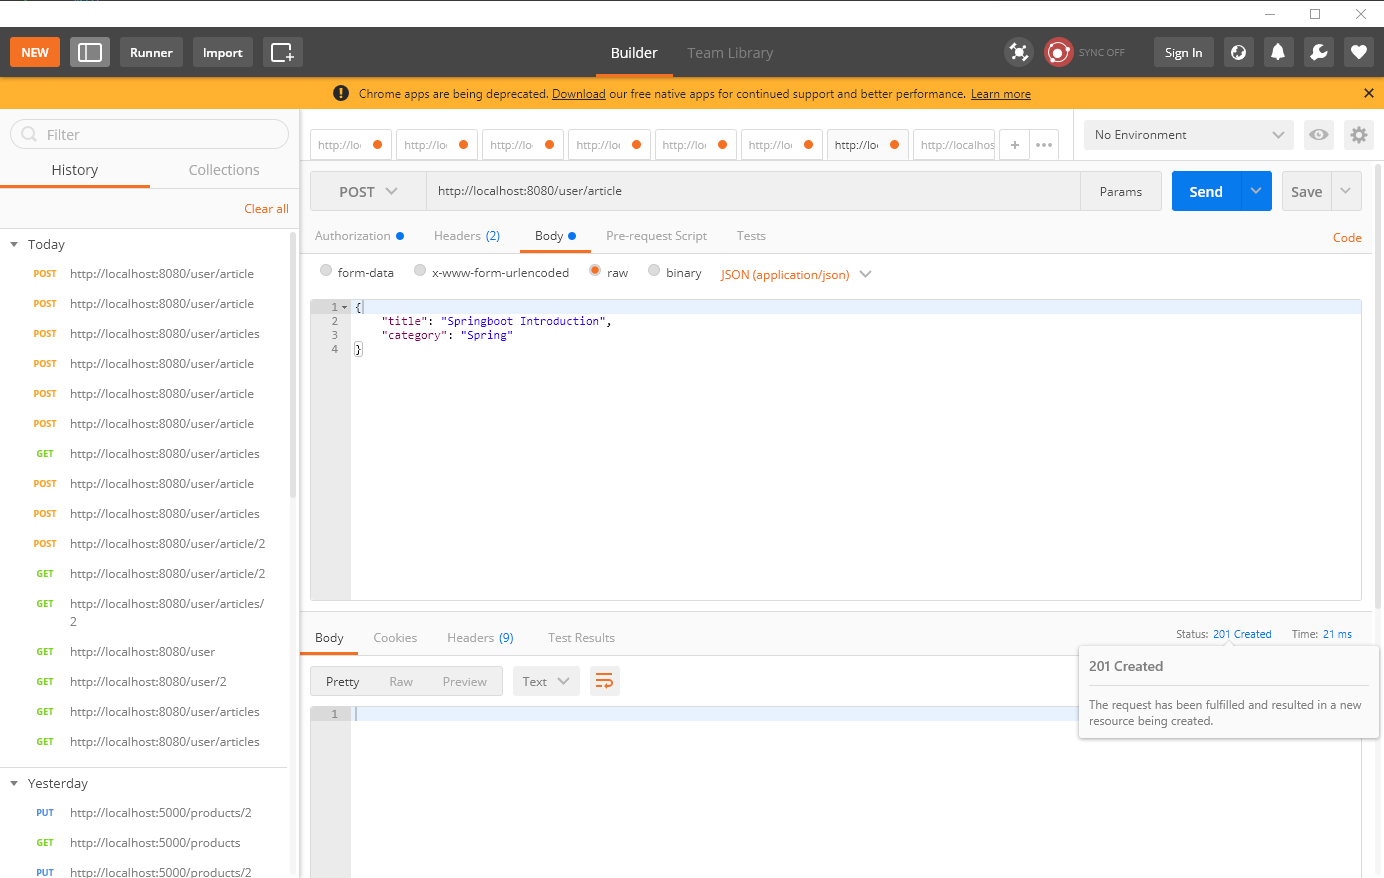 NEW
Runner
Import
Builder
Team Library
SYNC OFF
Sign In
Chrome apps are being deprecated. Download our free native apps for continued support and better performance. Learn more
Filter
History
Collections
Clear all
Today
POST http://localhost:8080/user/article
POST http://localhost:8080/user/article
POST http://localhost:8080/user/articles
POST http://localhost:8080/user/article
POST http://localhost:8080/user/article
POST http://localhost:8080/user/article
GET http://localhost:8080/user/articles
POST http://localhost:8080/user/article
POST http://localhost:8080/user/articles
POST http://localhost:8080/user/article/2
GET http://localhost:8080/user/article/2
GET http://localhost:8080/user/articles/
2
GET http://localhost:8080/user
GET http://localhost:8080/user/2
GET http://localhost:8080/user/articles
GET http://localhost:8080/user/articles
Yesterday
PUT http://localhost:5000/products/2
GET http://localhost:5000/products
PUT http://localhost:5000/products/2
http://lo
http://lo
http://lo
http://lo
http://lo
http://lo
http://lo
http://localhos
+
No Environment
POST
http://localhost:8080/user/article
Params
Send
Save
Authorization
Headers (2)
Body
Pre-request Script
Tests
Code
form-data
x-www-form-urlencoded
raw
binary
JSON (application/json)
1 {
2 "title": "Springboot Introduction",
3 "category": "Spring"
4 }
Body
Cookies
Headers (9)
Test Results
Status: 201 Created
Time: 21 ms
201 Created
The request has been fulfilled and resulted in a new
resource being created.
Pretty
Raw
Preview
Text
1